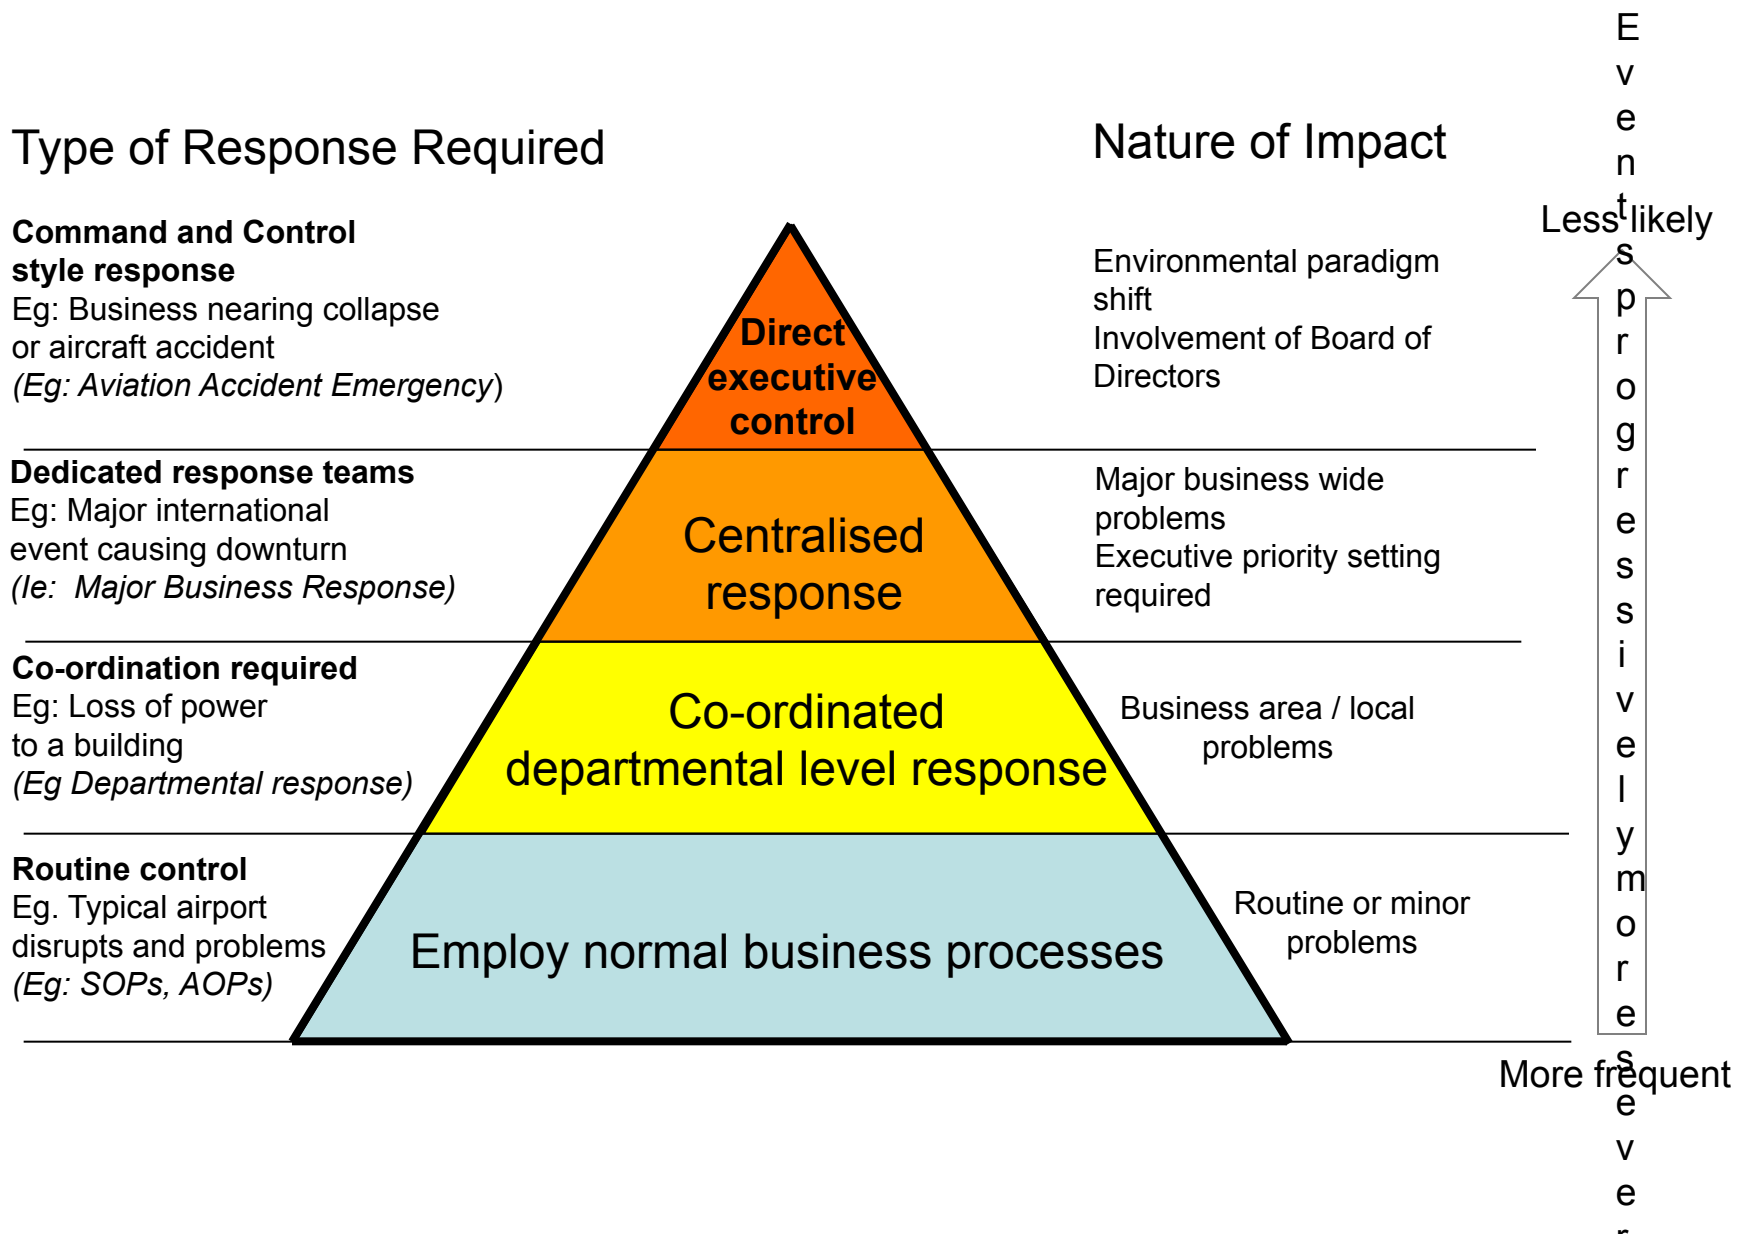 Type of Response Required
Nature of Impact
Command and Control
style response
Eg: Business nearing collapse
or aircraft accident
(Eg: Aviation Accident Emergency)
Direct
executive
control
Environmental paradigm
shift
Involvement of Board of
Directors
Dedicated response teams
Eg: Major international
event causing downturn
(Ie:  Major Business Response)
Centralised
response
Major business wide
problems
Executive priority setting
required
Co-ordination required
Eg: Loss of power
to a building
(Eg Departmental response)
Co-ordinated
departmental level response
Business area / local
problems
Routine control
Eg. Typical airport
disrupts and problems
(Eg: SOPs, AOPs)
Employ normal business processes
Routine or minor
problems
Less likely
Events progressively more sever
More frequent